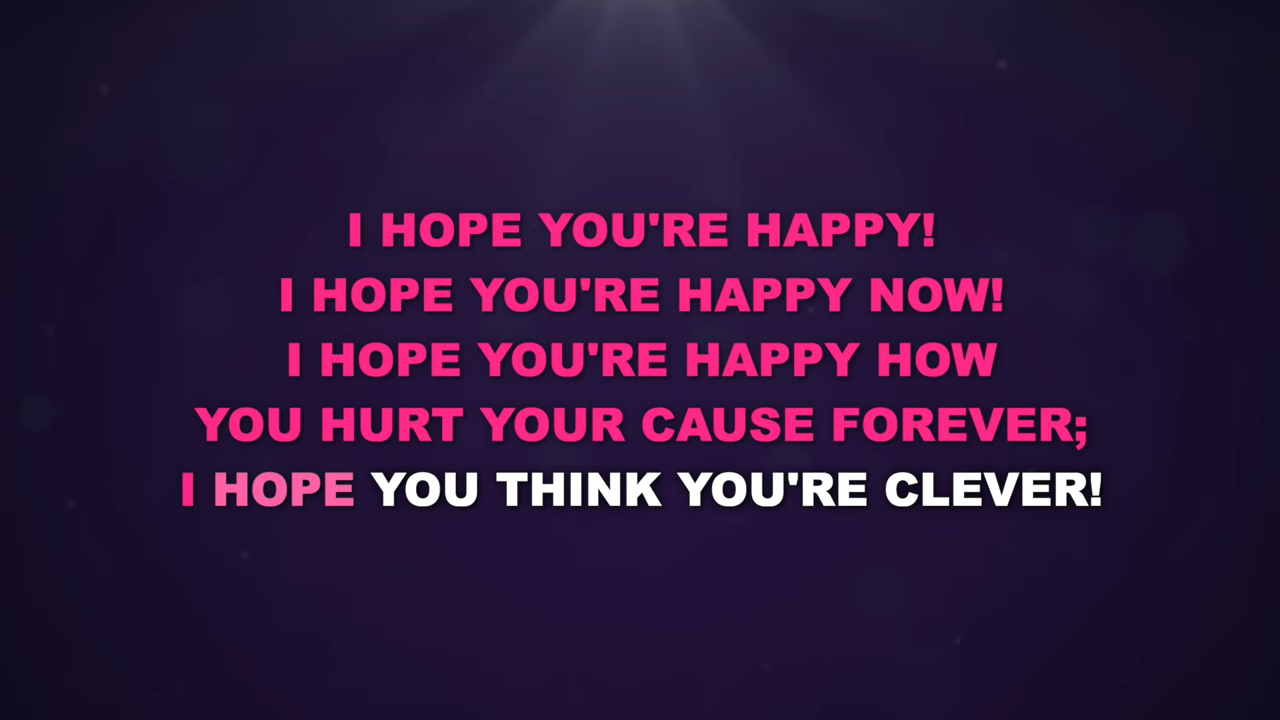 I HOPE YOU'RE HAPPY!
I HOPE YOU'RE HAPPY NOW!
I HOPE YOU'RE HAPPY HOW
YOU HURT YOUR CAUSE FOREVER;
I HOPE YOU THINK YOU'RE CLEVER!